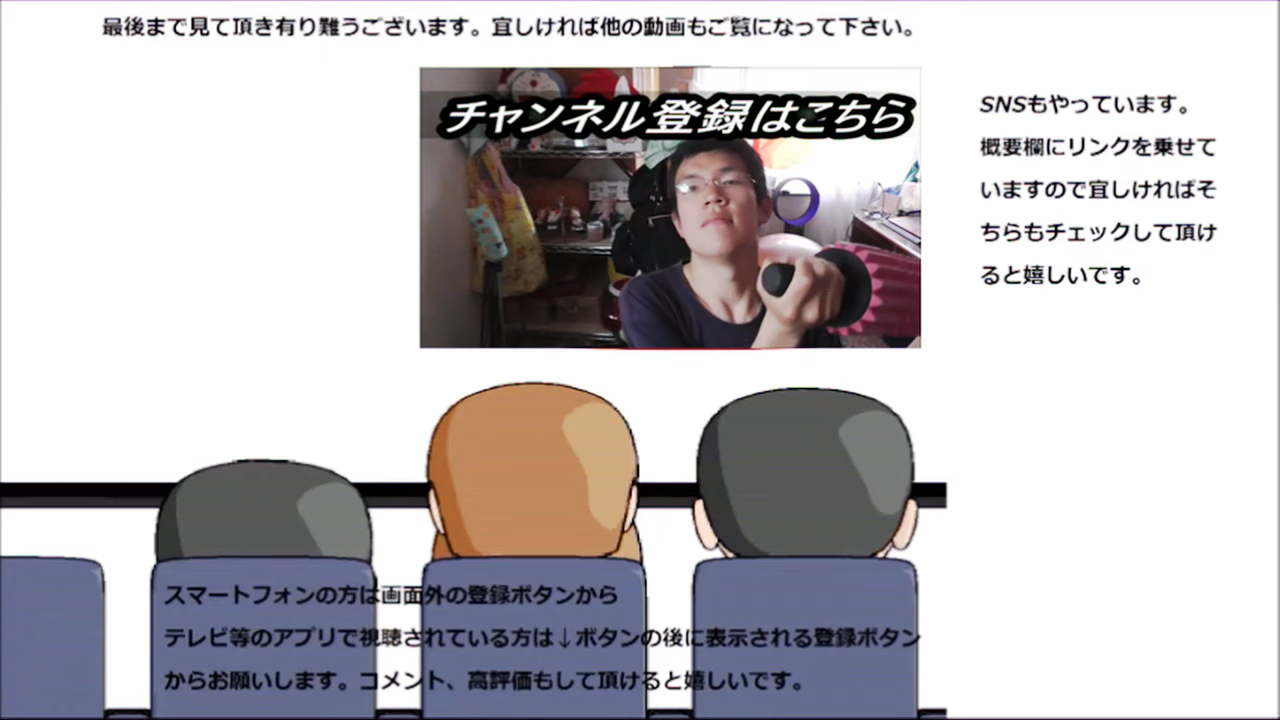 最後まで見て頂き有り難うございます。宜しければ他の動画もご覧になって下さい。
チャンネル登録はこちら
SNSもやっています。
概要欄にリンクを乗せて
いますので宜しければそ
ちらもチェックして頂け
ると嬉しいです。
スマートフォンの方は画面外の登録ボタンから
テレビ等のアプリで視聴されている方は↓ボタンの後に表示される登録ボタン
からお願いします。コメント、高評価もして頂けると嬉しいです。